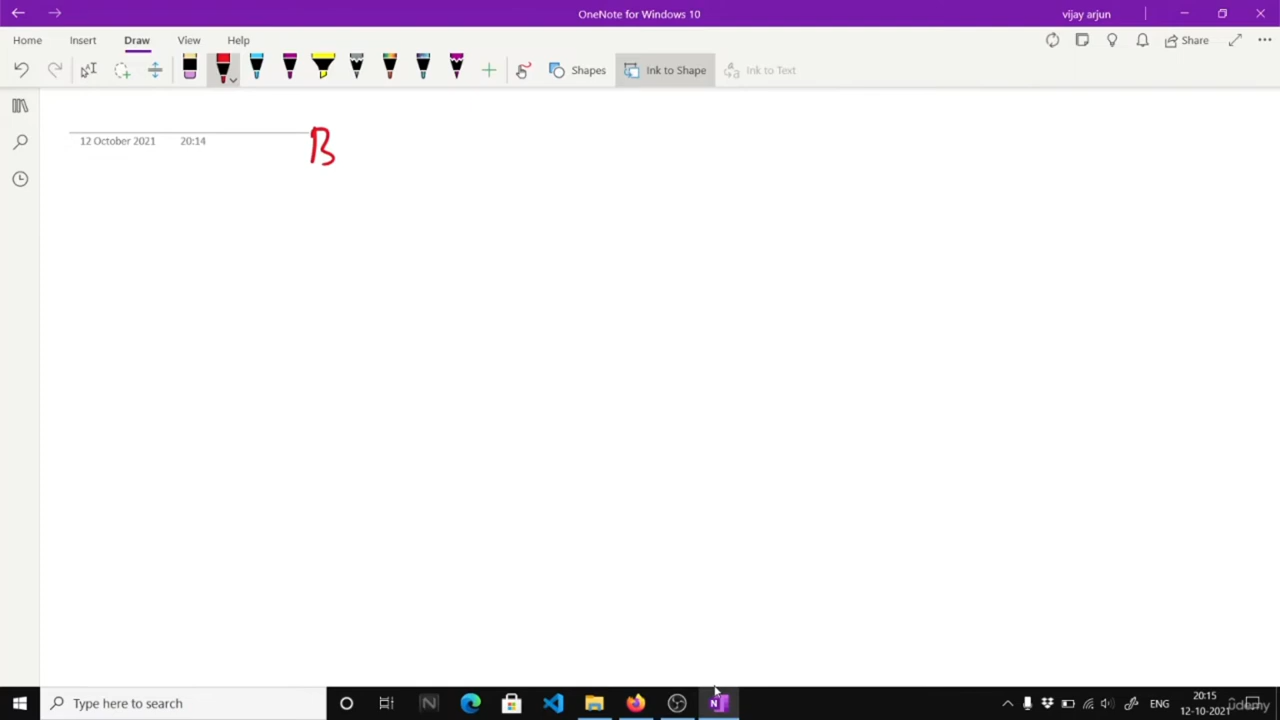 OneNote for Windows 10
vijay arjun
Home Insert Draw View Help
Share
Shapes Ink to Shape Ink to Text
12 October 2021 20:14
B
Type here to search
N
N
ENG
20:15
12-10-2021
udemy